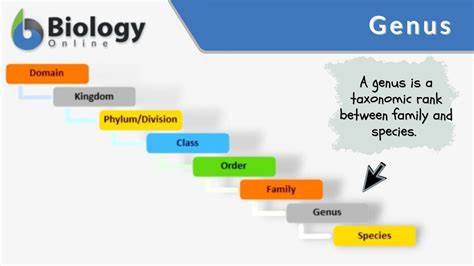 Biology
Online
Genus
Domain
Kingdom
Phylum/Division
Class
Order
Family
Genus
Species
A genus is a
taxonomic rank
between family and
species.